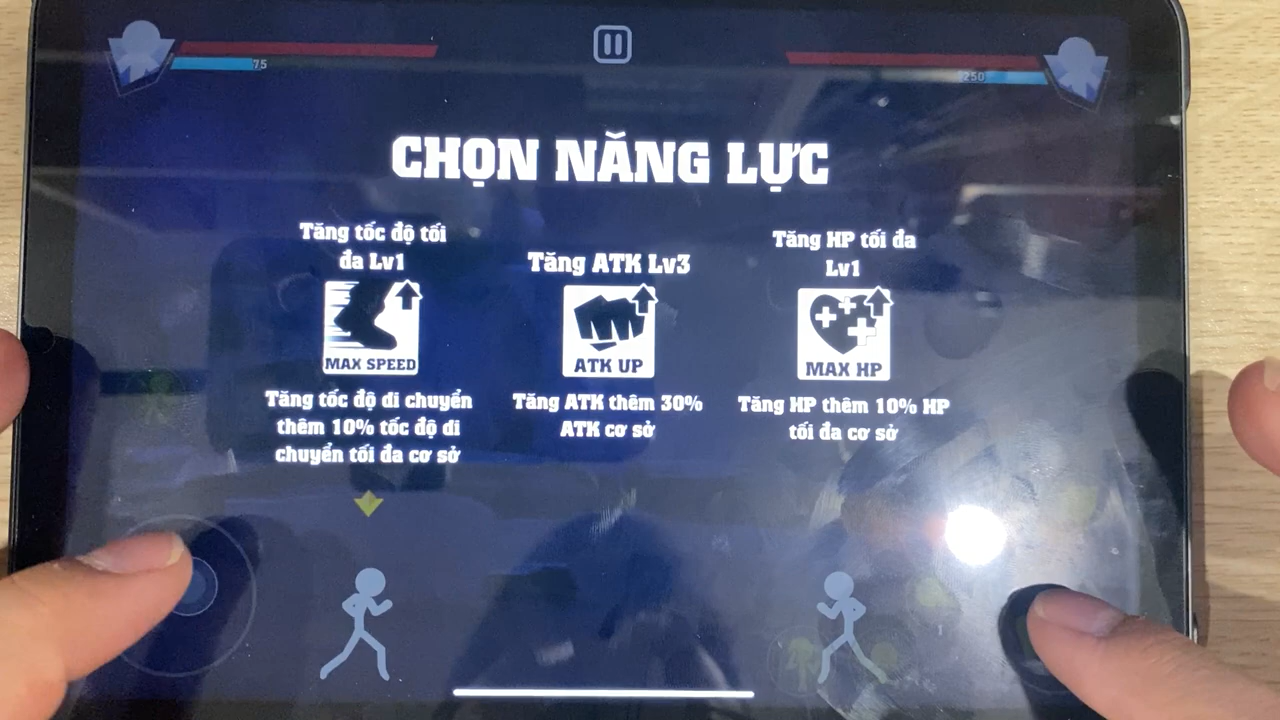 75
250
CHỌN NĂNG LỰC
Tăng tốc độ tối
đa Lv1
MAX SPEED
Tăng tốc độ di chuyển
thêm 10% tốc độ di
chuyển tối đa cơ sở
Tăng ATK Lv3
ATK UP
Tăng ATK thêm 30%
ATK cơ sở
Tăng HP tối đa
Lv1
MAX HP
Tăng HP thêm 10% HP
tối đa cơ sở